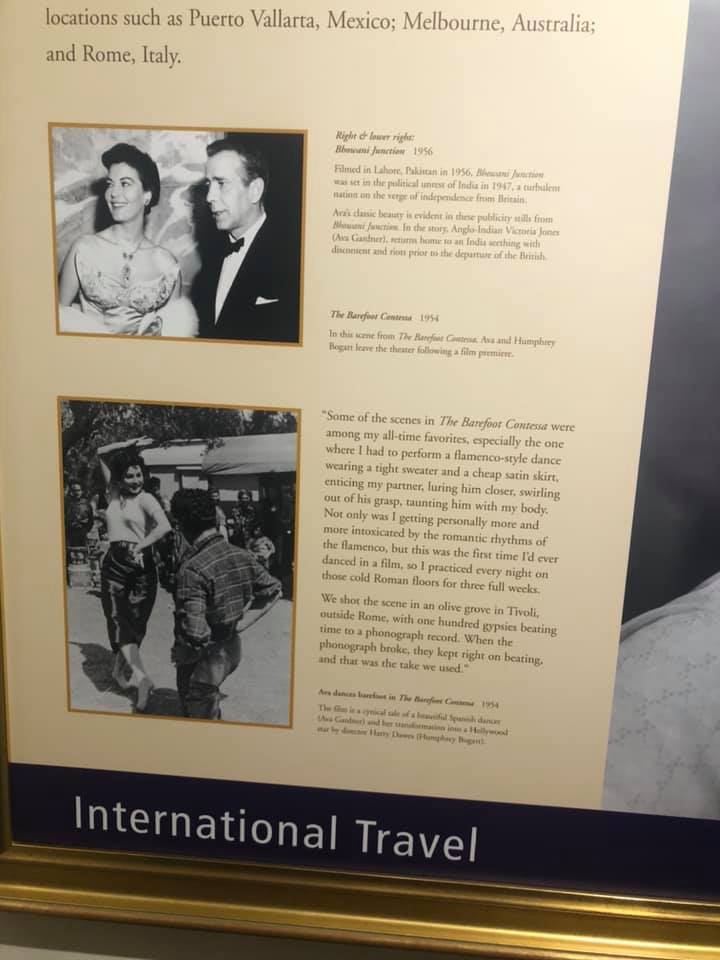 locations such as Puerto Vallarta, Mexico; Melbourne, Australia;
and Rome, Italy.
Right & lower right:
Bhowani Junction 1956
Filmed in Lahore, Pakistan in 1956, Bhowani Junction
was set in the political unrest of India in 1947, a turbulent
nation on the verge of independence from Britain.
Ava's classic beauty is evident in these publicity stills from
Bhowani Junction. In the story, Anglo-Indian Victoria Jones
(Ava Gardner), returns home to an India seething with
discontent and riots prior to the departure of the British.
The Barefoot Contessa 1954
In this scene from The Barefoot Contessa, Ava and Humphrey
Bogart leave the theater following a film premiere.
"Some of the scenes in The Barefoot Contessa were
among my all-time favorites, especially the one
where I had to perform a flamenco-style dance
wearing a tight sweater and a cheap satin skirt,
enticing my partner, luring him closer, swirling
out of his grasp, taunting him with my body.
Not only was I getting personally more and
more intoxicated by the romantic rhythms of
the flamenco, but this was the first time I'd ever
danced in a film, so I practiced every night on
those cold Roman floors for three full weeks.
We shot the scene in an olive grove in Tivoli,
outside Rome, with one hundred gypsies beating
time to a phonograph record. When the
phonograph broke, they kept right on beating,
and that was the take we used."
Ava dances barefoot in The Barefoot Contessa 1954
The film is a cynical tale of a beautiful Spanish dancer
(Ava Gardner) and her transformation into a Hollywood
star by director Harry Dawes (Humphrey Bogart).
International Travel